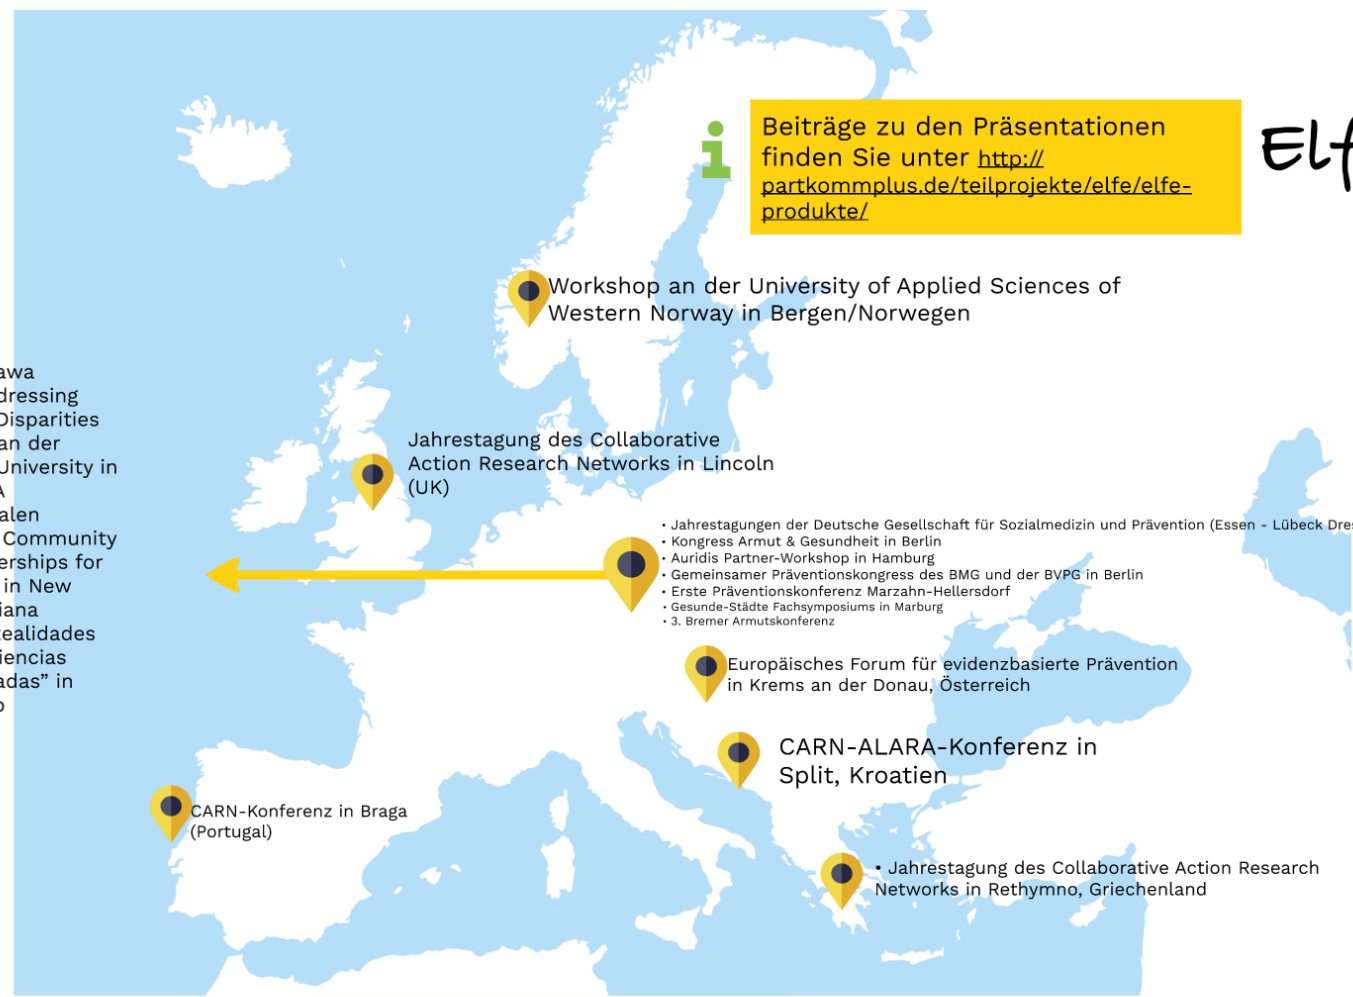 Beiträge zu den Präsentationen
finden Sie unter http://
partkommplus.de/teilprojekte/elfe/elfe-
produkte/
Elf
Workshop an der University of Applied Sciences of
Western Norway in Bergen/Norwegen
awa
dressing
Disparities
an der
University in
A
alen
Community
erships for
in New
iana
ealidades
iencias
adas” in
o
Jahrestagung des Collaborative
Action Research Networks in Lincoln
(UK)
• Jahrestagungen der Deutsche Gesellschaft für Sozialmedizin und Prävention (Essen - Lübeck Dres
• Kongress Armut & Gesundheit in Berlin
• Auridis Partner-Workshop in Hamburg
• Gemeinsamer Präventionskongress des BMG und der BVPG in Berlin
• Erste Präventionskonferenz Marzahn-Hellersdorf
• Gesunde-Städte Fachsymposiums in Marburg
• 3. Bremer Armutskonferenz
Europäisches Forum für evidenzbasierte Prävention
in Krems an der Donau, Österreich
CARN-ALARA-Konferenz in
Split, Kroatien
CARN-Konferenz in Braga
(Portugal)
• Jahrestagung des Collaborative Action Research
Networks in Rethymno, Griechenland